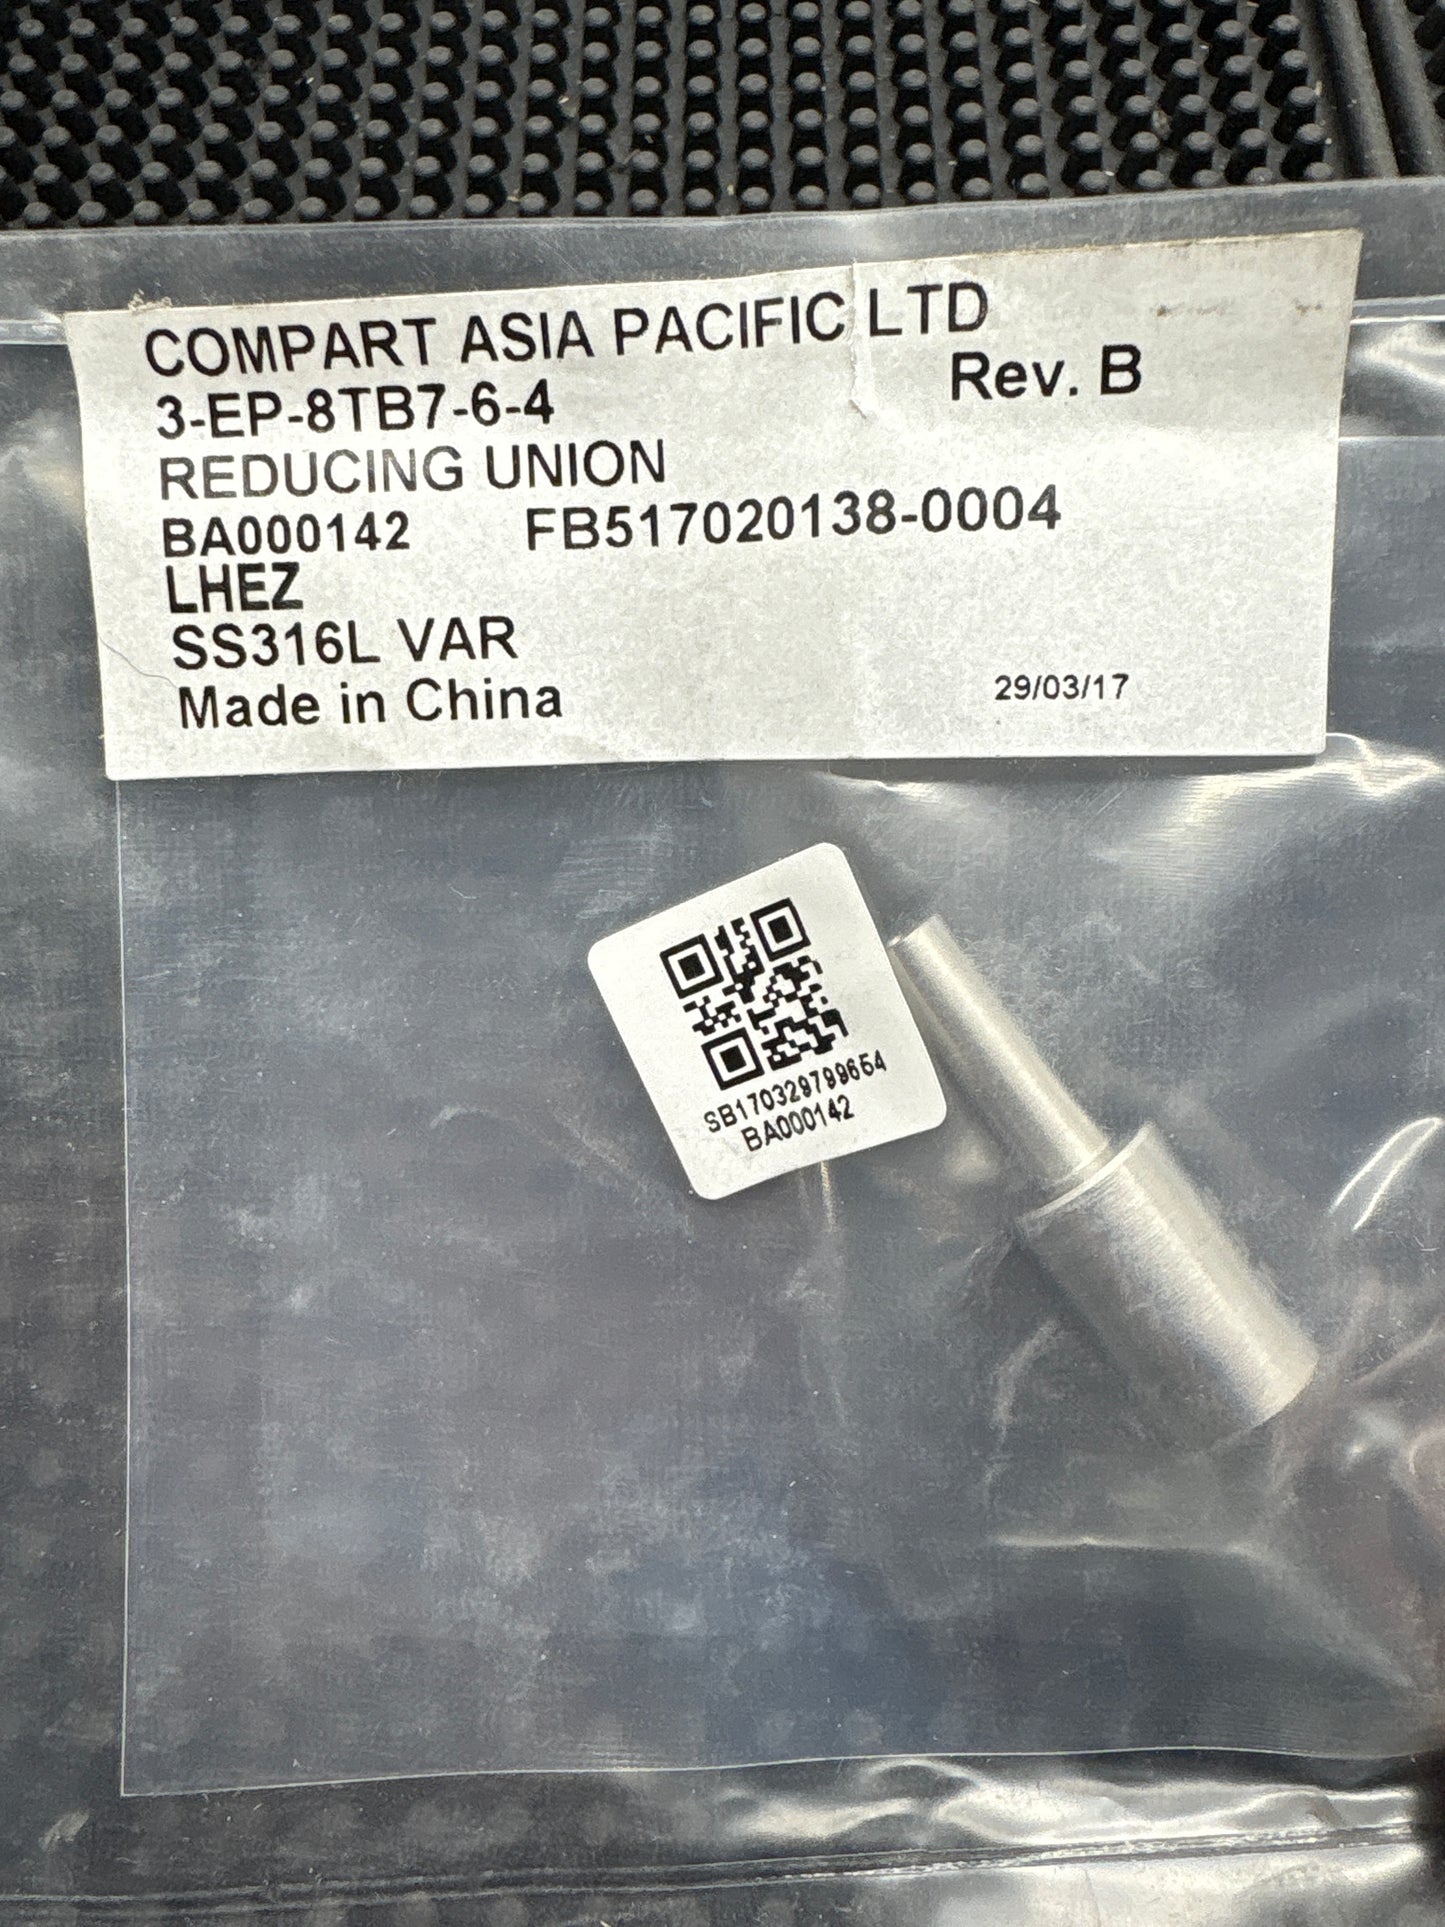 COMPART ASIA PACIFIC LTD
3-EP-8TB7-6-4 Rev. B
REDUCING UNION
BA000142 FB517020138-0004
LHEZ
SS316L VAR
Made in China 29/03/17
SB170329799654
BA000142